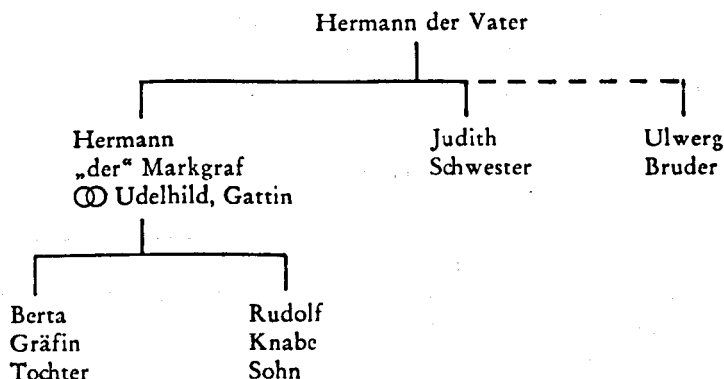 Hermann der Vater
Hermann
„der“ Markgraf
Ꝏ Udelhild, Gattin
Judith
Schwester
Ulwerg
Bruder
Berta
Gräfin
Tochter
Rudolf
Knabe
Sohn